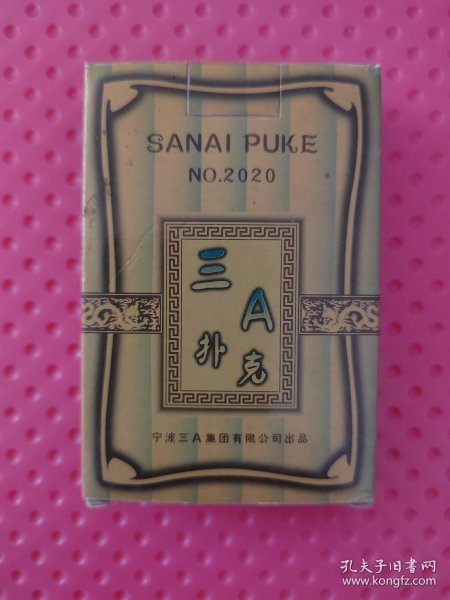 SANAI PUKE
NO.2020
三A
扑克
宁波三A集团有限公司出品
孔夫子旧书网
www.kongfz.com